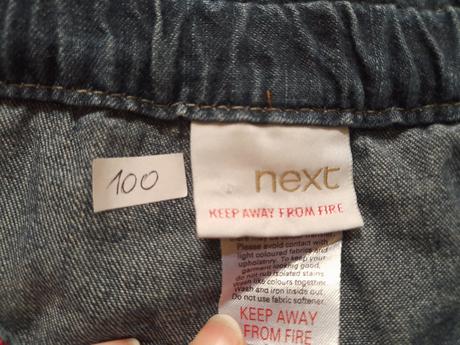 100
next
KEEP AWAY FROM FIRE
Please avoid contact with
light coloured fabrics and
upholstery. To keep your
garment looking good,
do not rub isolated stains.
Wash like colours together.
Wash and iron inside out.
Do not use fabric softener.
KEEP AWAY
FROM FIRE